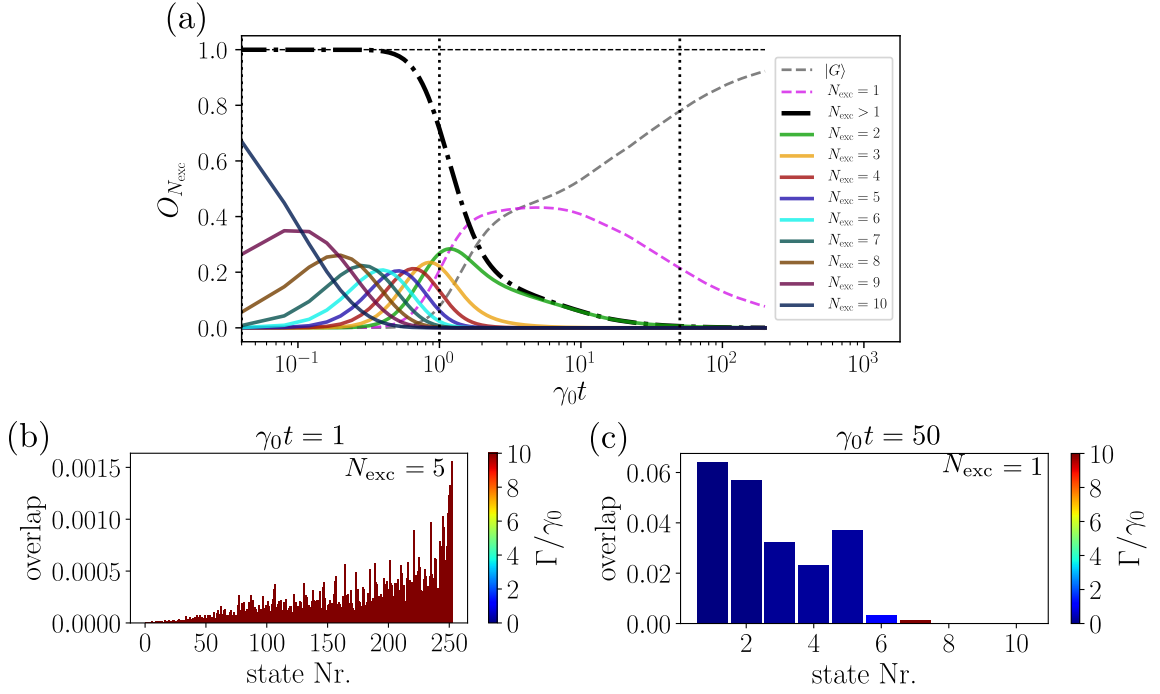 (a)
1.0
0.8
0.6
0.4
0.2
0.0
O_{N_exc}
|G⟩
N_exc = 1
N_exc > 1
N_exc = 2
N_exc = 3
N_exc = 4
N_exc = 5
N_exc = 6
N_exc = 7
N_exc = 8
N_exc = 9
N_exc = 10
10^{-1} 10^0 10^1 10^2 10^3
γ_0t
(b)
γ_0t = 1
N_exc = 5
0.0015
0.0010
0.0005
0.0000
overlap
0 50 100 150 200 250
state Nr.
10
8
6
4
2
0
Γ/γ_0
(c)
γ_0t = 50
N_exc = 1
0.06
0.04
0.02
0.00
overlap
2 4 6 8 10
state Nr.
10
8
6
4
2
0
Γ/γ_0